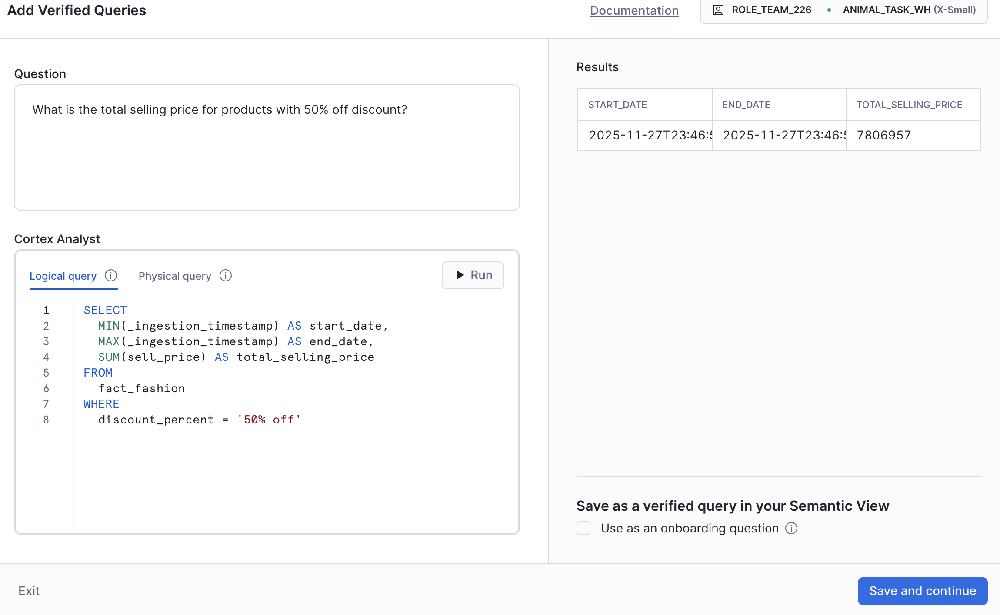 Add Verified Queries
Documentation
ROLE_TEAM_226 • ANIMAL_TASK_WH (X-Small)
Question
What is the total selling price for products with 50% off discount?
Cortex Analyst
Logical query
Physical query
Run
1 SELECT
2 MIN(_ingestion_timestamp) AS start_date,
3 MAX(_ingestion_timestamp) AS end_date,
4 SUM(sell_price) AS total_selling_price
5 FROM
6 fact_fashion
7 WHERE
8 discount_percent = '50% off'
Results
START_DATE END_DATE TOTAL_SELLING_PRICE
2025-11-27T23:46:5 2025-11-27T23:46:5 7806957
Save as a verified query in your Semantic View
Use as an onboarding question
Exit
Save and continue